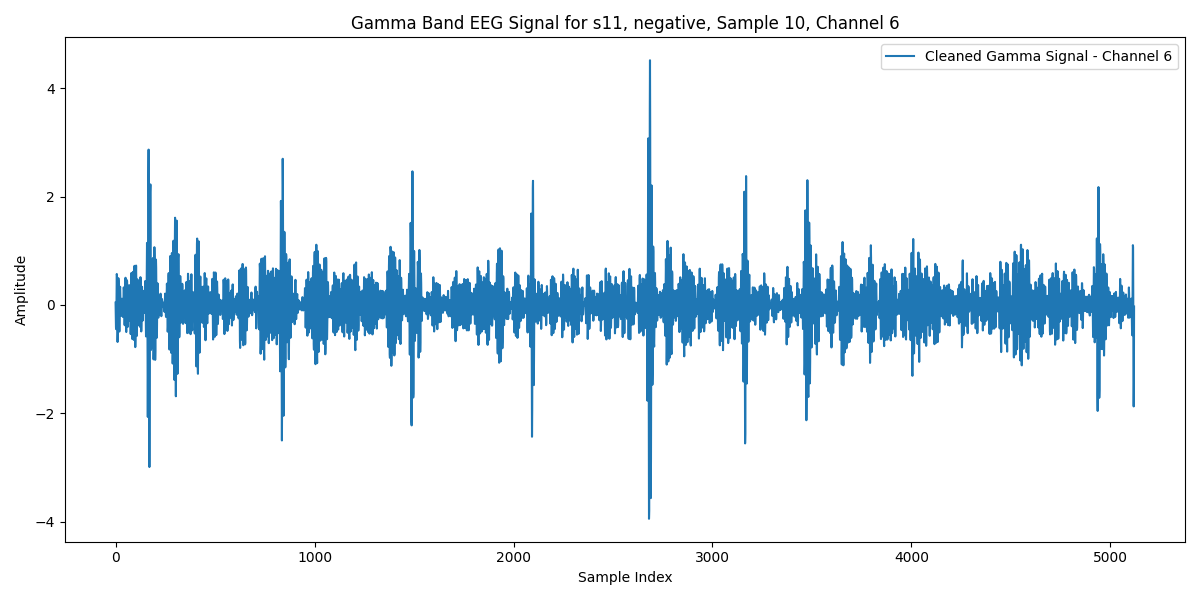 Gamma Band EEG Signal for s11, negative, Sample 10, Channel 6
Cleaned Gamma Signal - Channel 6
Amplitude
4
2
0
−2
−4
0 1000 2000 3000 4000 5000
Sample Index